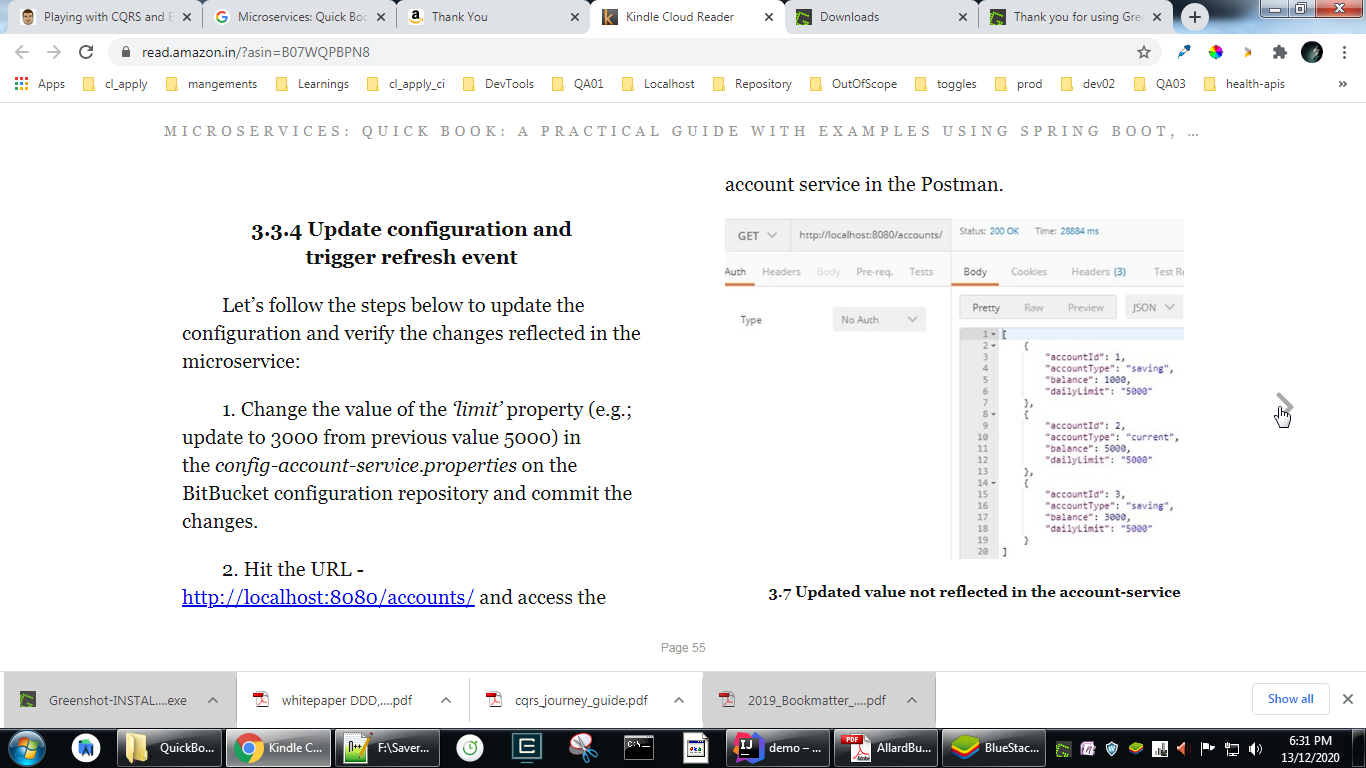 Playing with CQRS and E
Microservices: Quick Boo
Thank You
Kindle Cloud Reader
Downloads
Thank you for using Gre
read.amazon.in/?asin=B07WQPBPN8
Apps
cl_apply
mangements
Learnings
cl_apply_ci
DevTools
QA01
Localhost
Repository
OutOfScope
toggles
prod
dev02
QA03
health-apis
»
MICROSERVICES: QUICK BOOK: A PRACTICAL GUIDE WITH EXAMPLES USING SPRING BOOT, …
3.3.4 Update configuration and
trigger refresh event
Let’s follow the steps below to update the
configuration and verify the changes reflected in the
microservice:
1. Change the value of the ‘limit’ property (e.g.;
update to 3000 from previous value 5000) in
the config-account-service.properties on the
BitBucket configuration repository and commit the
changes.
2. Hit the URL -
http://localhost:8080/accounts/ and access the
account service in the Postman.
GET
http://localhost:8080/accounts/
Status: 200 OK Time: 28884 ms
Auth Headers Body Pre-req. Tests
Body Cookies Headers (3) Test Re
Type
No Auth
Pretty Raw Preview JSON
1 [
2 {
3 "accountId": 1,
4 "accountType": "saving",
5 "balance": 1000,
6 "dailyLimit": "5000"
7 },
8 {
9 "accountId": 2,
10 "accountType": "current",
11 "balance": 5000,
12 "dailyLimit": "5000"
13 },
14 {
15 "accountId": 3,
16 "accountType": "saving",
17 "balance": 3000,
18 "dailyLimit": "5000"
19 }
20 ]
3.7 Updated value not reflected in the account-service
Page 55
Greenshot-INSTAL....exe
whitepaper DDD,....pdf
cqrs_journey_guide.pdf
2019_Bookmatter_....pdf
Show all
QuickBo...
Kindle C...
F:\Saver...
C:\
demo – ...
AllardBu...
BlueStac...
6:31 PM
13/12/2020